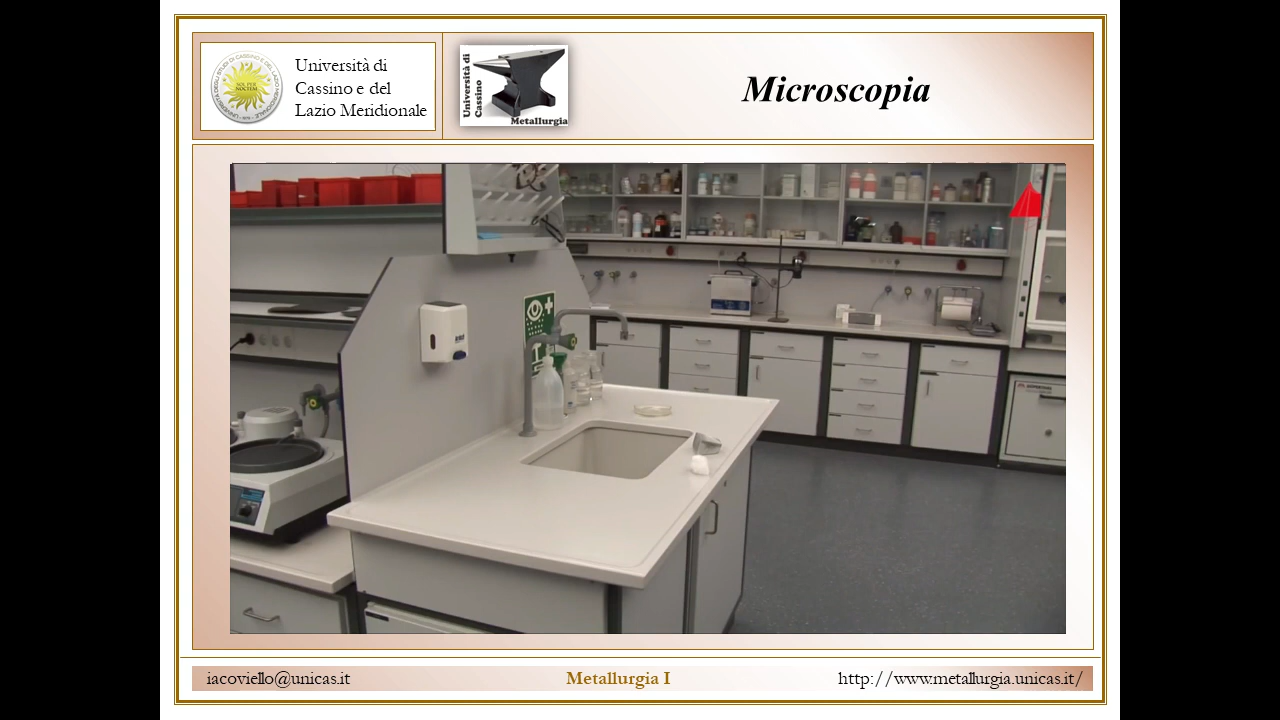 Università di
Cassino e del
Lazio Meridionale
Università di
Cassino
Metallurgia
Microscopia
iacoviello@unicas.it
Metallurgia I
http://www.metallurgia.unicas.it/